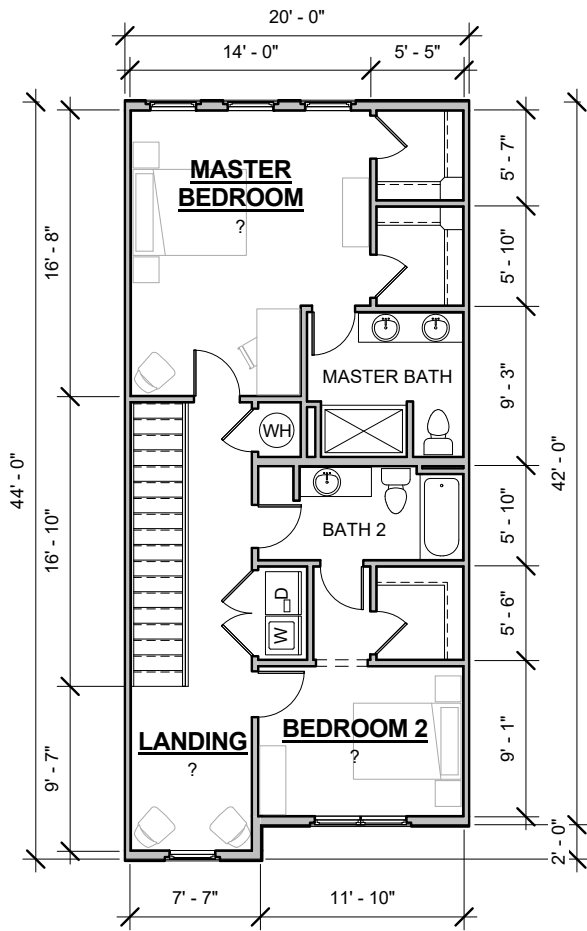 20' - 0"
14' - 0"
5' - 5"
MASTER
BEDROOM
?
5' - 7"
16' - 8"
5' - 10"
MASTER BATH
9' - 3"
WH
44' - 0"
42' - 0"
16' - 10"
BATH 2
5' - 10"
D
W
5' - 6"
LANDING
?
BEDROOM 2
?
9' - 7"
9' - 1"
2' - 0"
7' - 7"
11' - 10"